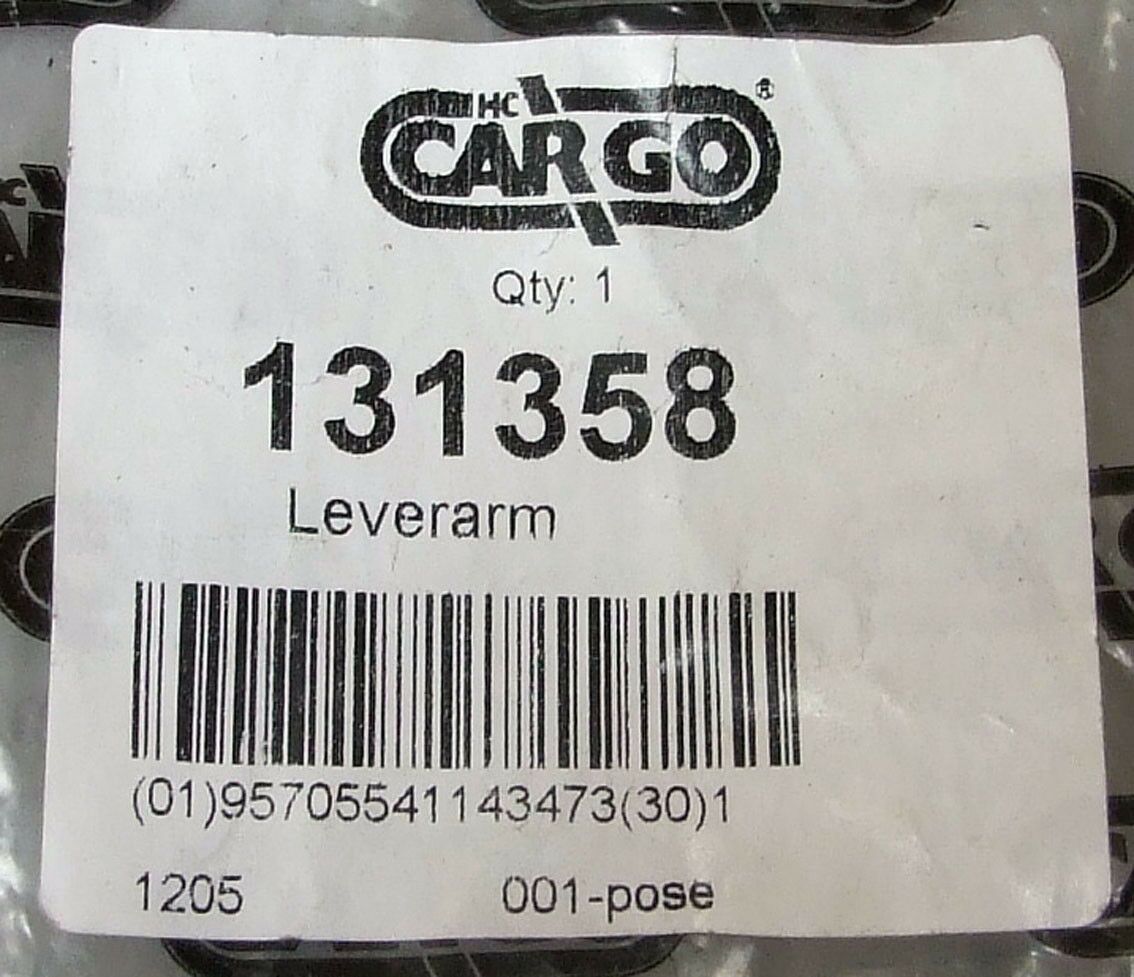 HC
CARGO®
Qty: 1
131358
Leverarm
(01)95705541143473(30)1
1205 001-pose